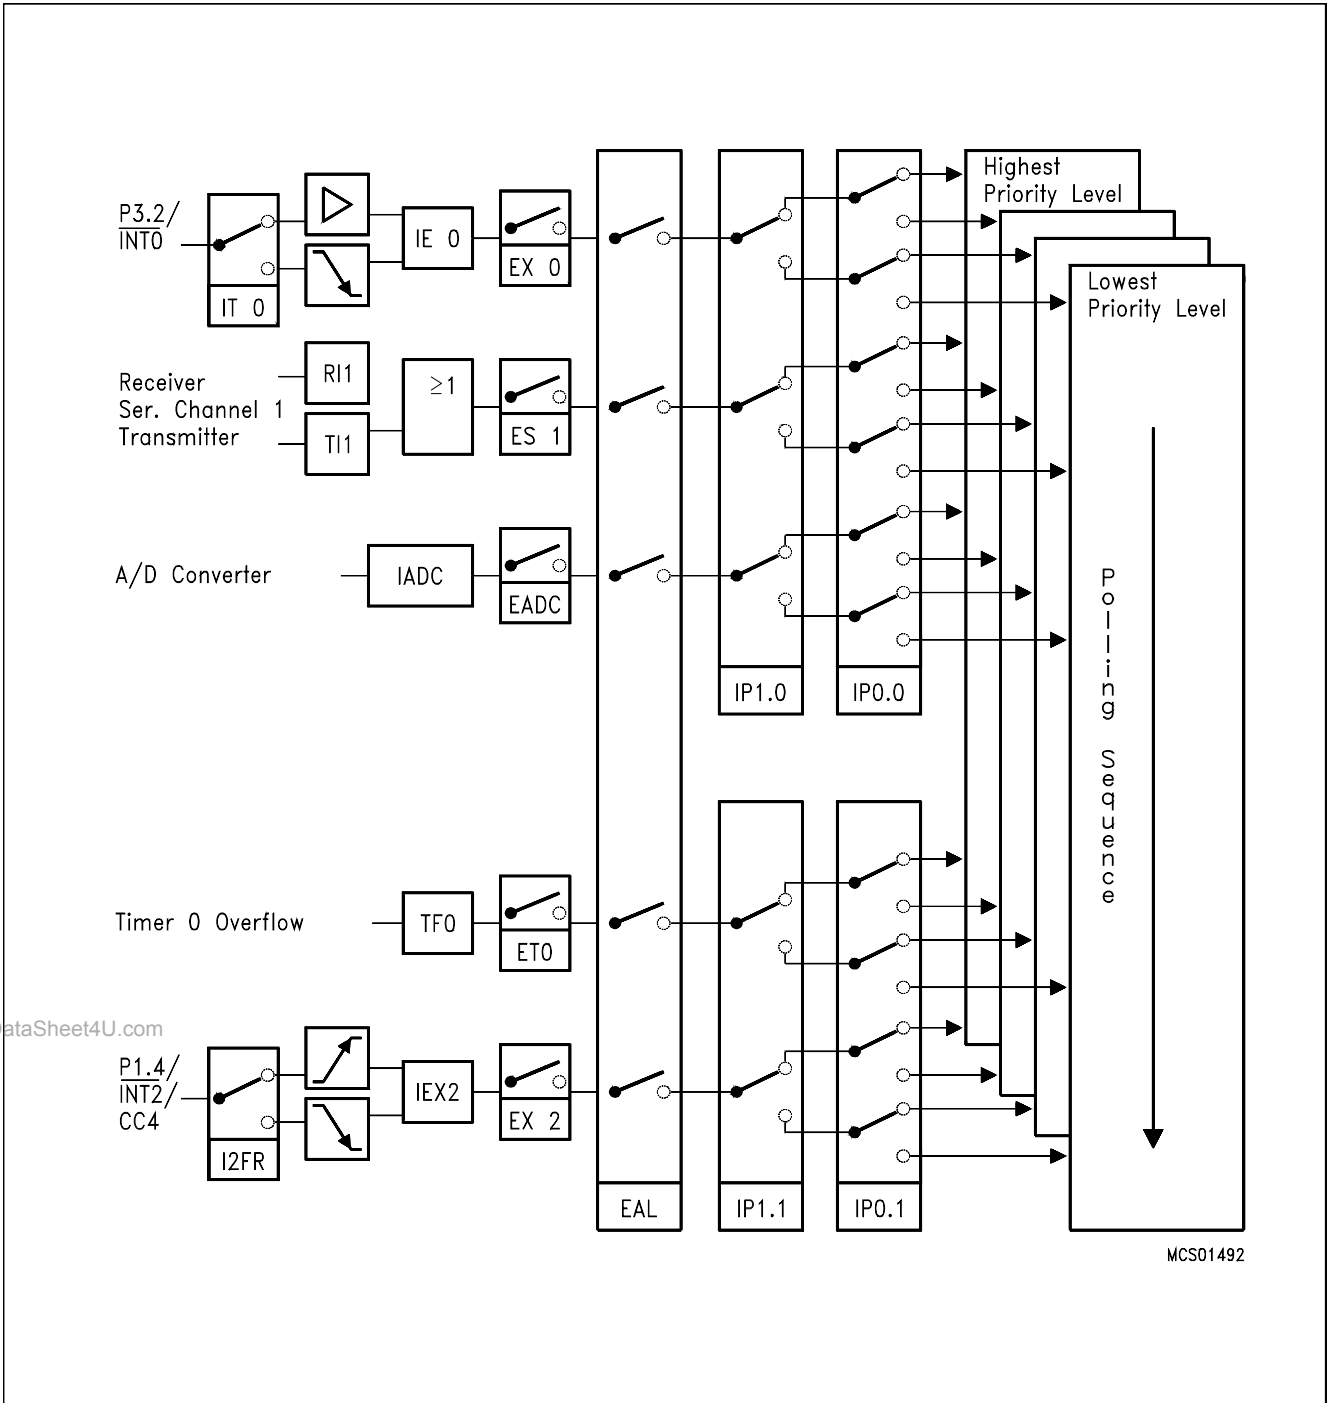 Highest
Priority Level
P3.2/
INT0
IE 0
EX 0
IT 0
Lowest
Priority Level
Receiver
Ser. Channel 1
Transmitter
RI1
TI1
≥1
ES 1
A/D Converter
IADC
EADC
IP1.0
IP0.0
Polling Sequence
Timer 0 Overflow
TF0
ET0
DataSheet4U.com
P1.4/
INT2/
CC4
I2FR
IEX2
EX 2
EAL
IP1.1
IP0.1
MCS01492